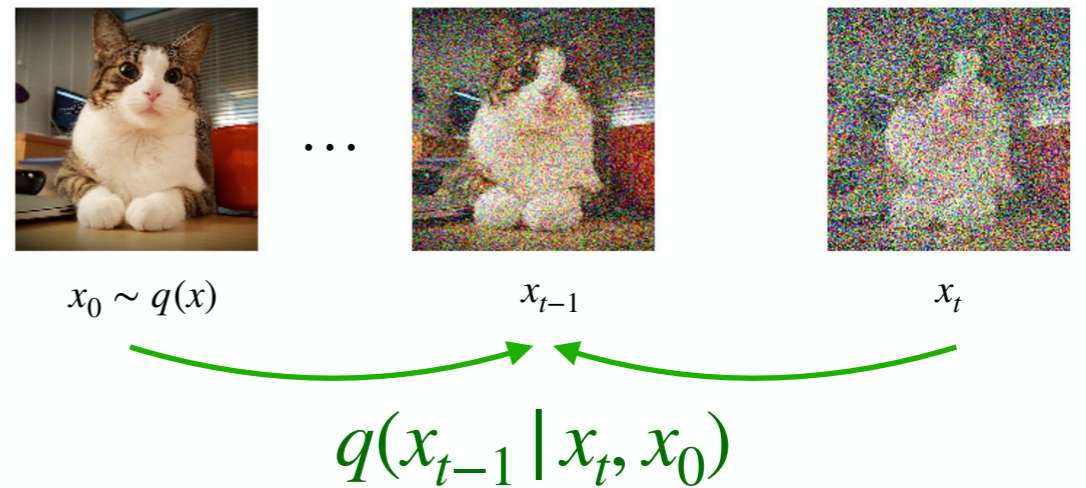 ...
x₀ ~ q(x)
xₜ₋₁
xₜ
q(xₜ₋₁ | xₜ, x₀)